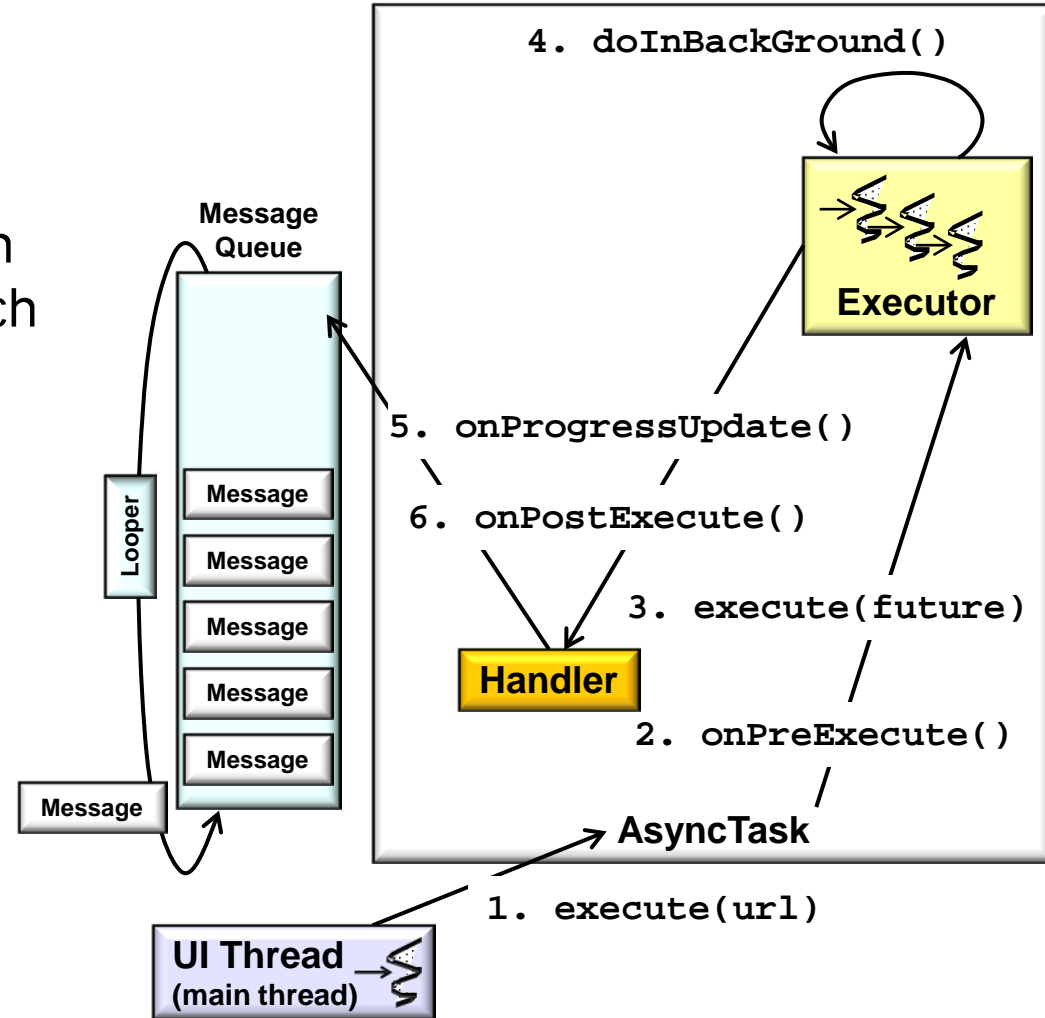 4. doInBackGround()
Message
Queue
n
ch
Executor
5. onProgressUpdate()
Message
6. onPostExecute()
Looper
Message
Message
3. execute(future)
Handler
Message
2. onPreExecute()
Message
Message
AsyncTask
1. execute(url)
UI Thread
(main thread)